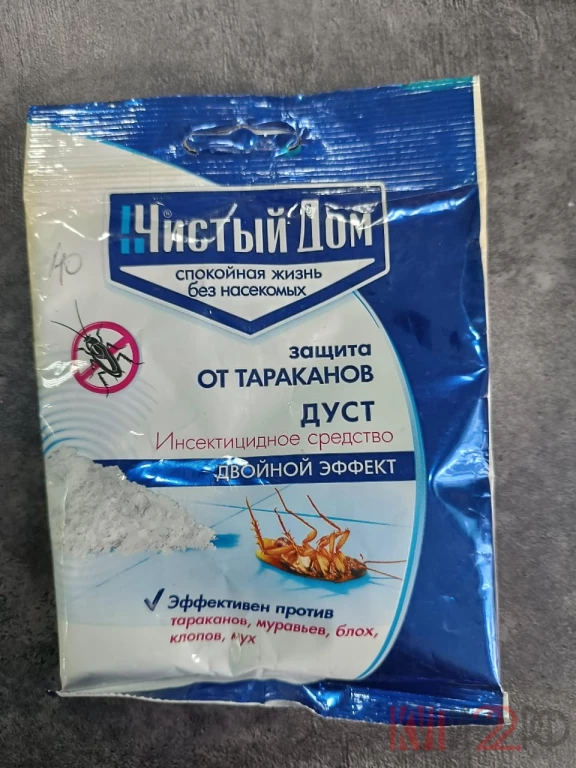 Чистый Дом
спокойная жизнь
без насекомых
40
защита
ОТ ТАРАКАНОВ
ДУСТ
Инсектицидное средство
ДВОЙНОЙ ЭФФЕКТ
Эффективен против
тараканов, муравьев, блох,
клопов, мух